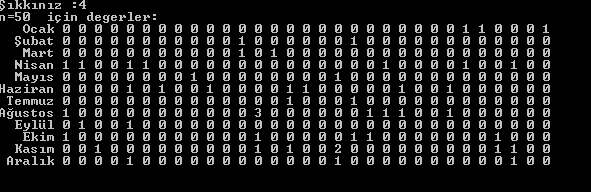 Şıkkınız :4
n=50 için degerler:
Ocak 0 0 0 0 0 0 0 0 0 0 0 0 0 0 0 0 0 0 0 0 0 0 0 0 0 1 1 0 0 0 1
Şubat 0 0 0 0 0 0 0 0 0 0 0 1 0 0 0 0 0 0 1 0 0 0 0 0 0 0 0 0 0 0 0
Mart 0 0 0 0 0 0 0 0 0 0 0 1 0 1 0 0 0 0 0 0 0 0 0 0 0 0 0 0 0 0 0
Nisan 1 1 0 0 1 1 0 0 0 0 0 0 0 0 0 0 0 0 0 0 1 0 0 0 0 1 0 0 1 0 0
Mayıs 0 0 0 0 0 0 0 0 1 0 0 0 0 0 0 0 0 1 0 0 0 0 0 0 0 0 0 0 0 0 0
Haziran 0 0 0 0 1 0 1 0 0 1 0 0 0 0 1 1 0 0 0 0 0 1 0 1 0 0 0 0 0 0 0
Temmuz 0 0 0 0 0 0 0 0 0 0 0 0 0 0 1 0 0 0 1 0 0 0 0 0 0 0 0 0 0 0 0
Ağustos 1 0 0 0 0 0 0 0 0 0 0 0 3 0 0 0 0 0 0 1 1 1 0 1 0 0 0 0 0 0 0
Eylül 0 1 0 0 1 0 0 0 0 0 0 0 0 0 0 0 0 0 0 0 0 0 0 0 0 0 0 0 0 0 0
Ekim 1 0 0 0 0 0 0 0 0 0 0 0 1 0 0 0 0 0 1 1 0 0 0 0 0 0 0 1 0 0 0
Kasım 0 0 1 0 0 0 0 0 0 0 0 0 1 0 1 0 0 2 0 0 0 0 0 0 0 0 0 1 1 0 0
Aralık 0 0 0 0 1 0 0 0 0 0 0 0 0 0 0 0 0 1 0 0 0 0 0 0 0 0 0 0 1 0 0